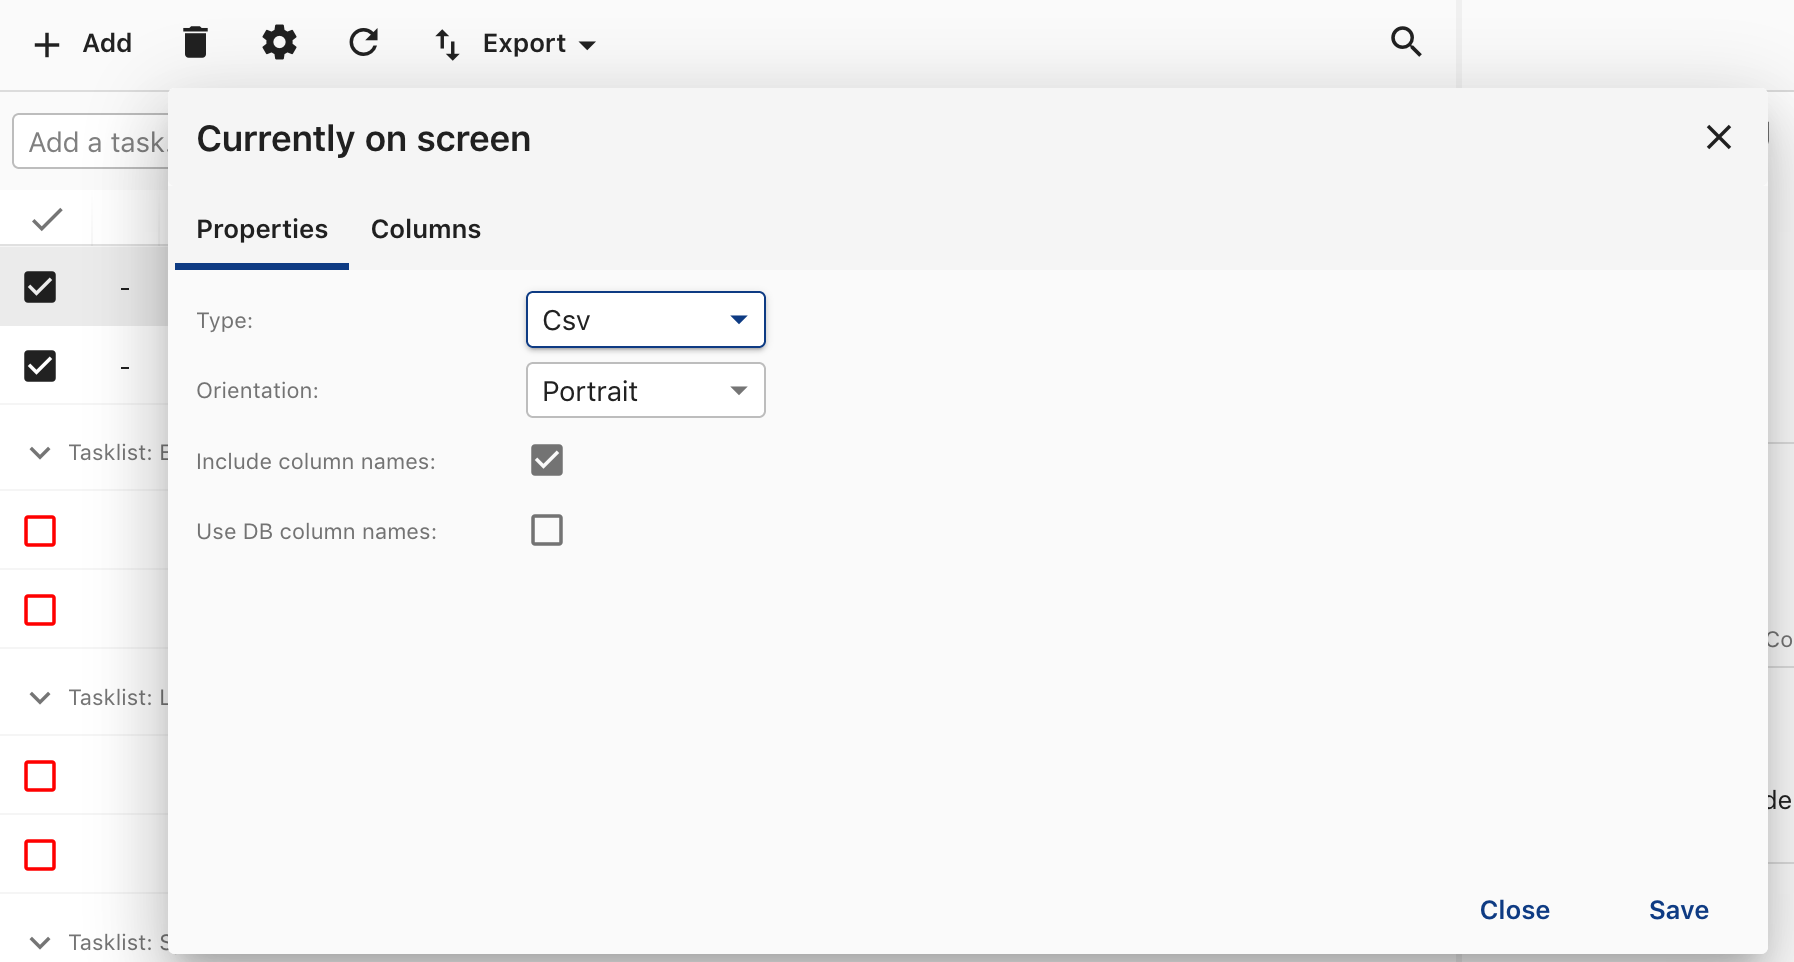 Add
Export
Add a task.
Currently on screen
Properties Columns
Type: Csv
Orientation: Portrait
Include column names:
Use DB column names:
-
-
Tasklist: E
Tasklist: L
Tasklist: S
Co
de
Close Save